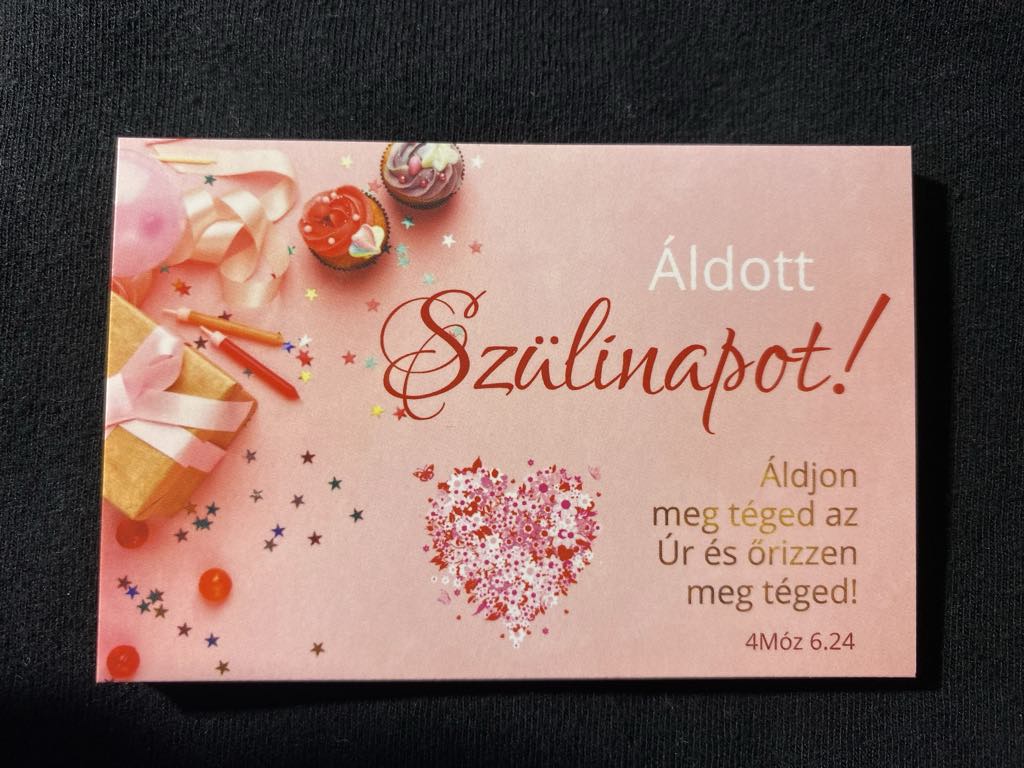 Áldott
Szülinapot!
Áldjon
meg téged az
Úr és őrizzen
meg téged!
4Móz 6.24